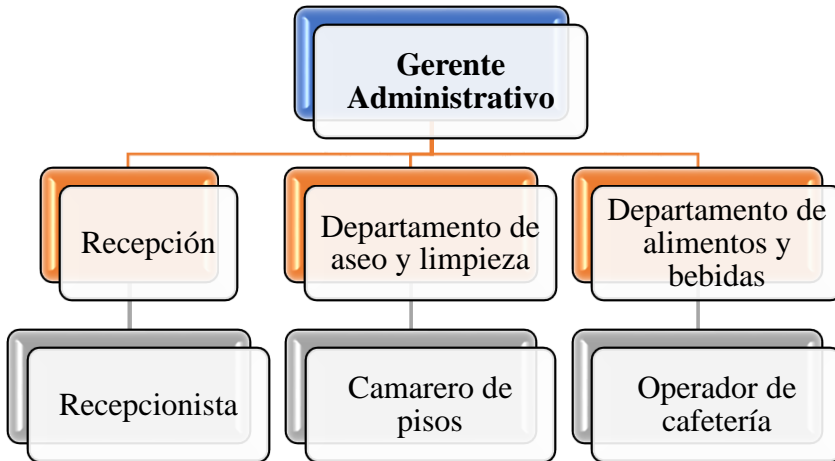 Gerente
Administrativo
Recepción
Departamento de
aseo y limpieza
Departamento de
alimentos y
bebidas
Recepcionista
Camarero de
pisos
Operador de
cafetería